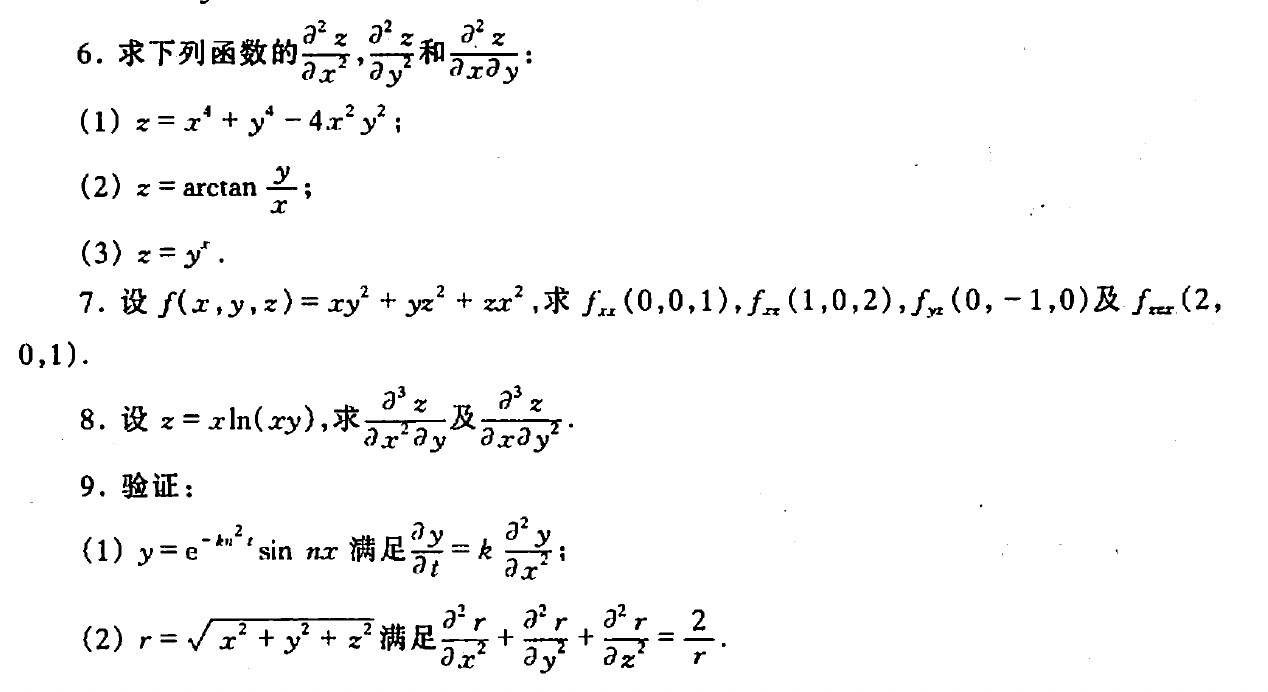 6. 求下列函数的∂²z/∂x²,∂²z/∂y²和∂²z/∂x∂y:
(1) z = x⁴ + y⁴ - 4x²y²;
(2) z = arctan y/x;
(3) z = yˣ.
7. 设 f(x,y,z) = xy² + yz² + zx²,求 fₓₓ(0,0,1),f_xz(1,0,2),f_yz(0,-1,0)及 f_zzx(2,
0,1).
8. 设 z = xln(xy),求∂³z/∂x²∂y及∂³z/∂x∂y².
9. 验证:
(1) y = e^(-kn²t) sin nx 满足∂y/∂t = k ∂²y/∂x²;
(2) r = √(x² + y² + z²)满足∂²r/∂x² + ∂²r/∂y² + ∂²r/∂z² = 2/r.